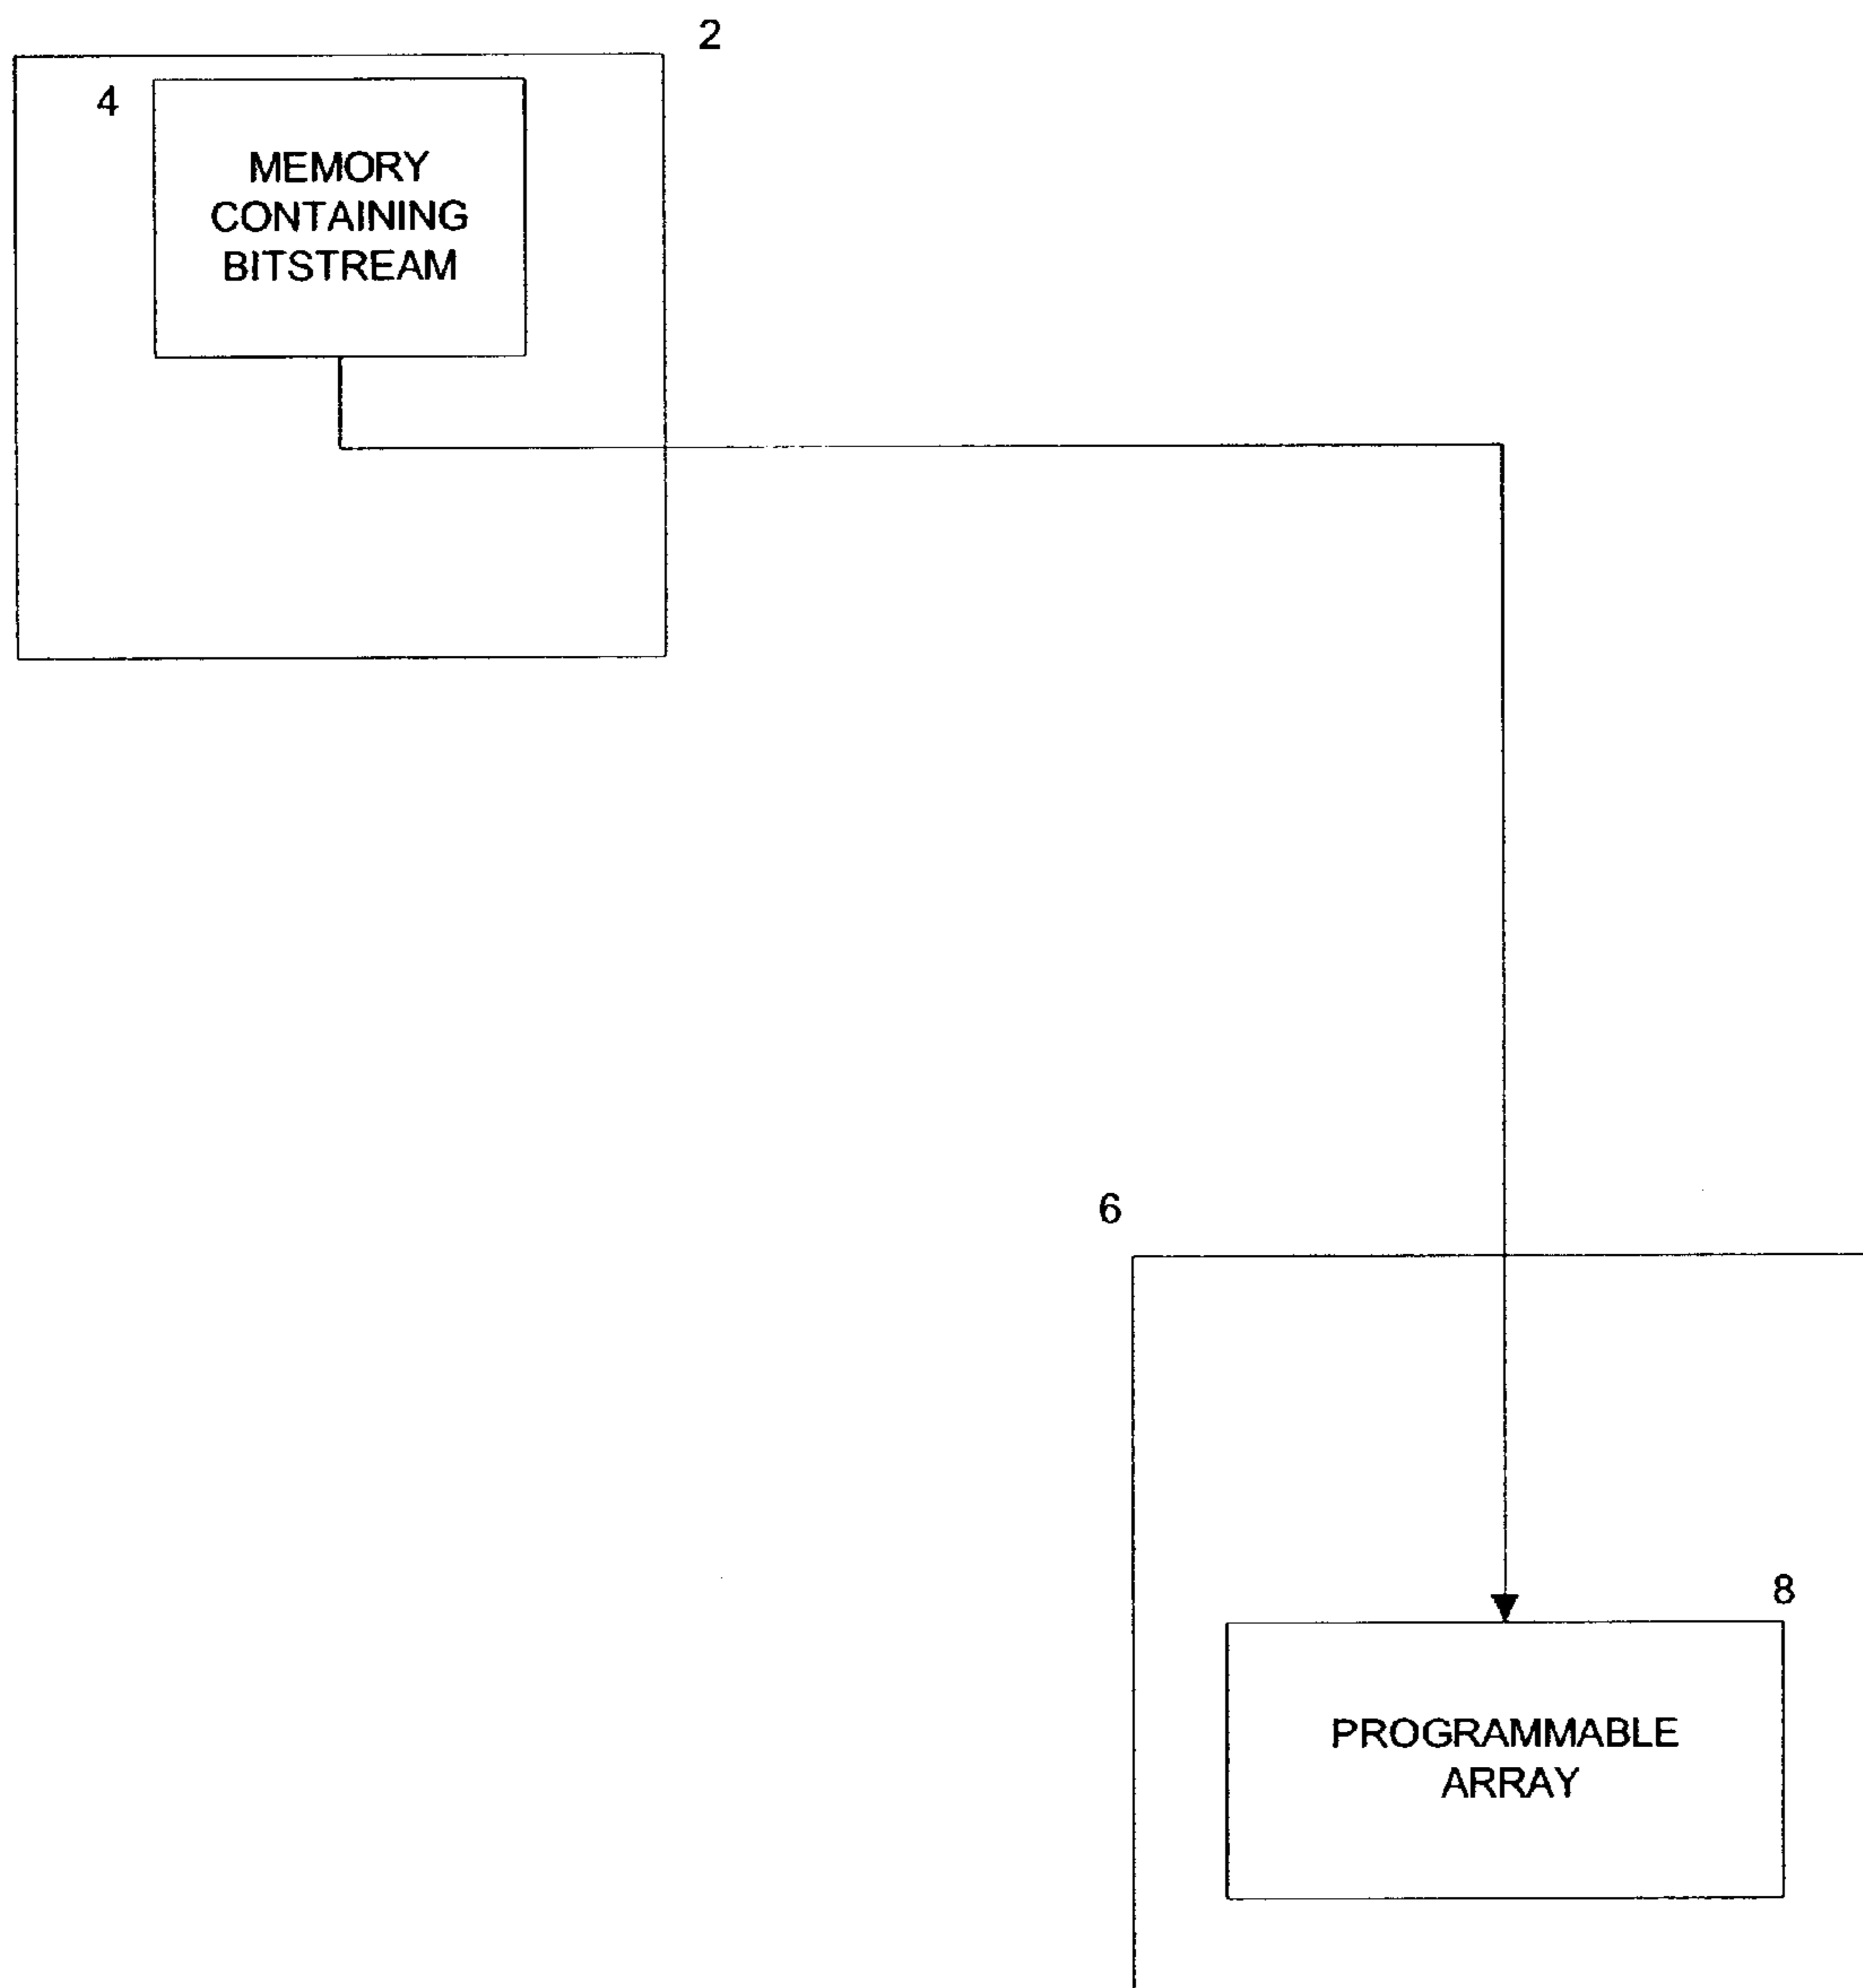 2
4
MEMORY
CONTAINING
BITSTREAM
6
8
PROGRAMMABLE
ARRAY